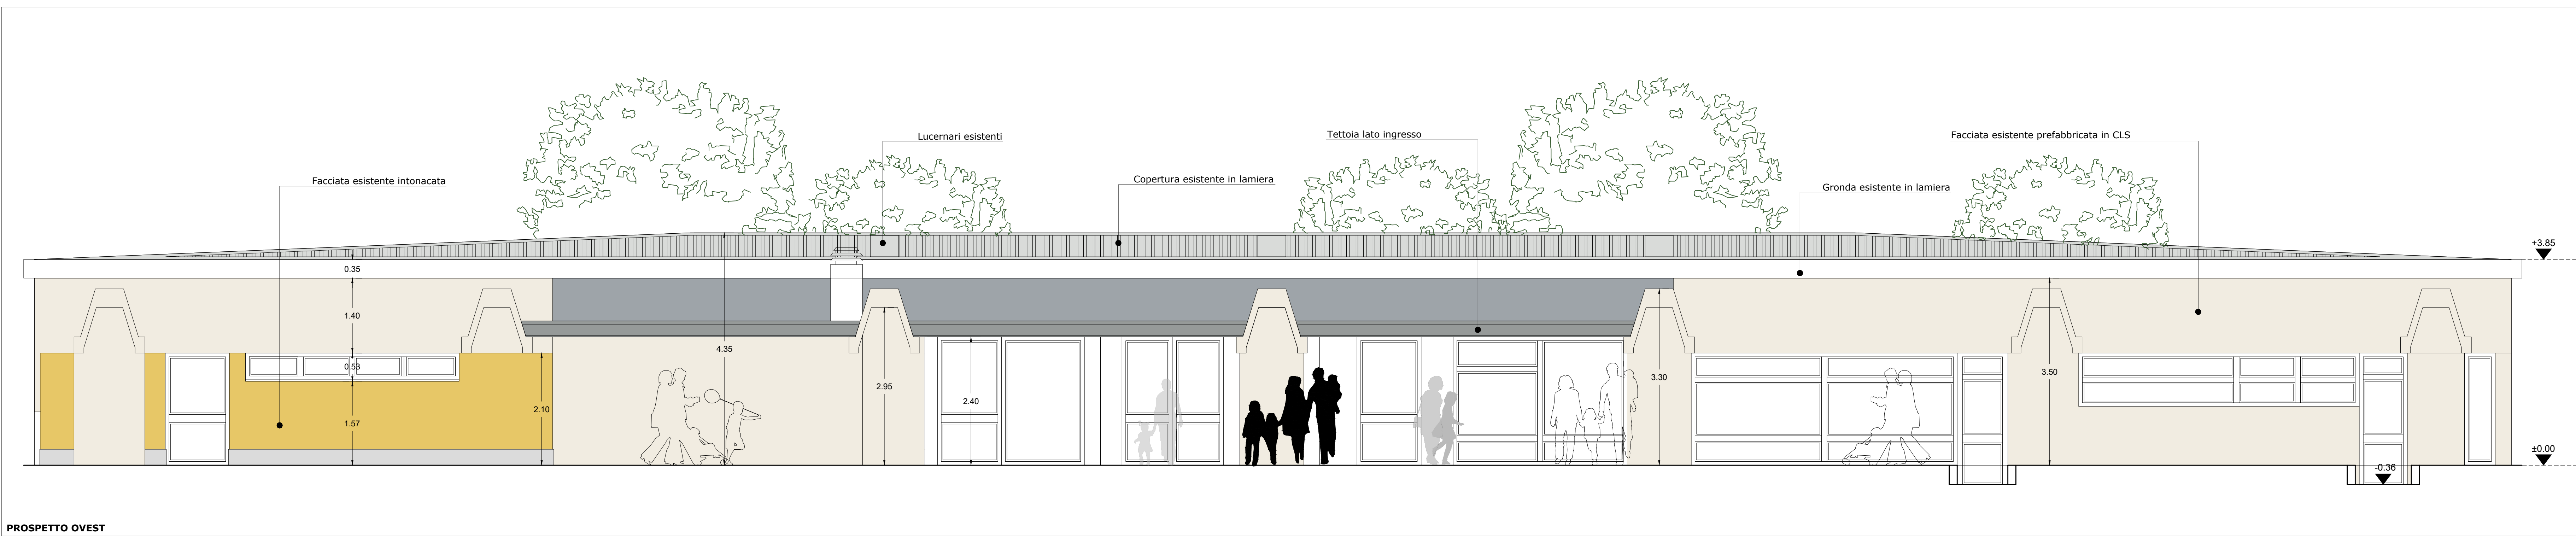 Lucernari esistenti
Tettoia lato ingresso
Facciata esistente prefabbricata in CLS
Facciata esistente intonacata
Copertura esistente in lamiera
Gronda esistente in lamiera
+3.85
0.35
1.40
4.35
0.53
3.50
3.30
2.95
2.40
2.10
1.57
±0.00
-0.36
PROSPETTO OVEST